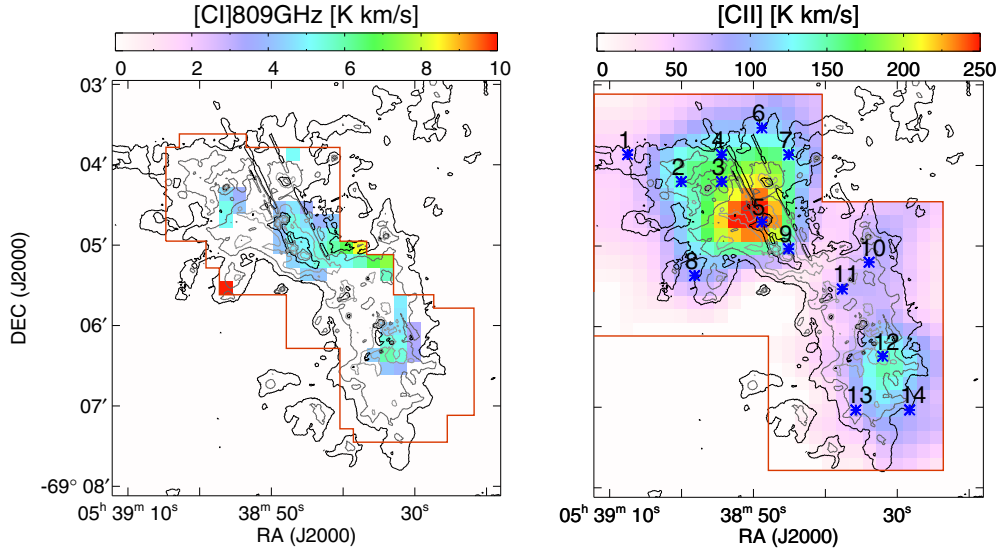 [CI]809GHz [K km/s]
0 2 4 6 8 10
[CII] [K km/s]
0 50 100 150 200 250
DEC (J2000)
03′
04′
05′
06′
07′
-69° 08′
05ʰ 39ᵐ 10ˢ 38ᵐ 50ˢ 30ˢ
RA (J2000)
6
1 4 7
2 3
5
9
8 10
11
12
13 14
05ʰ 39ᵐ 10ˢ 38ᵐ 50ˢ 30ˢ
RA (J2000)